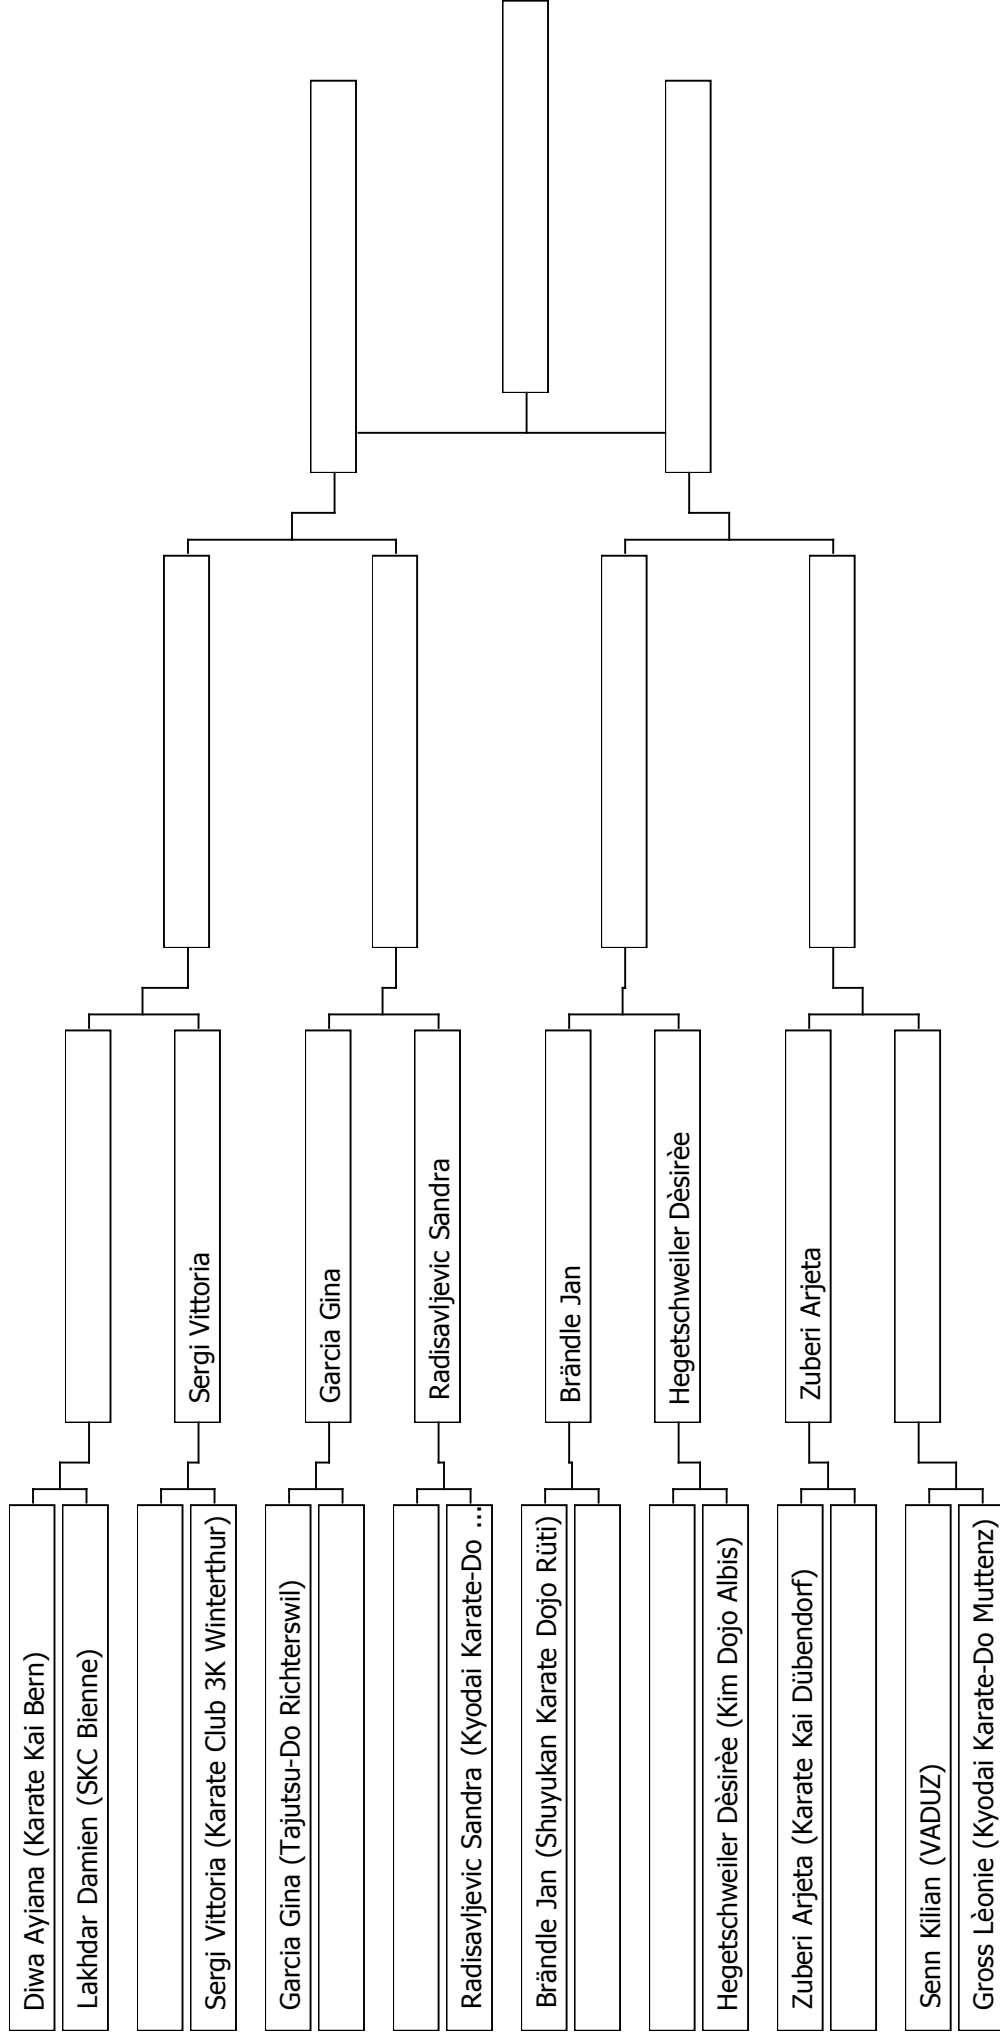 Diwa Ayiana (Karate Kai Bern)
Lakhdar Damien (SKC Bienne)
Sergi Vittoria (Karate Club 3K Winterthur)
Garcia Gina (Tajutsu-Do Richterswil)
Radisavljevic Sandra (Kyodai Karate-Do ...
Brändle Jan (Shuyukan Karate Dojo Rüti)
Hegetschweiler Dèsirèe (Kim Dojo Albis)
Zuberi Arjeta (Karate Kai Dübendorf)
Senn Kilian (VADUZ)
Gross Lèonie (Kyodai Karate-Do Muttenz)
Sergi Vittoria
Garcia Gina
Radisavljevic Sandra
Brändle Jan
Hegetschweiler Dèsirèe
Zuberi Arjeta